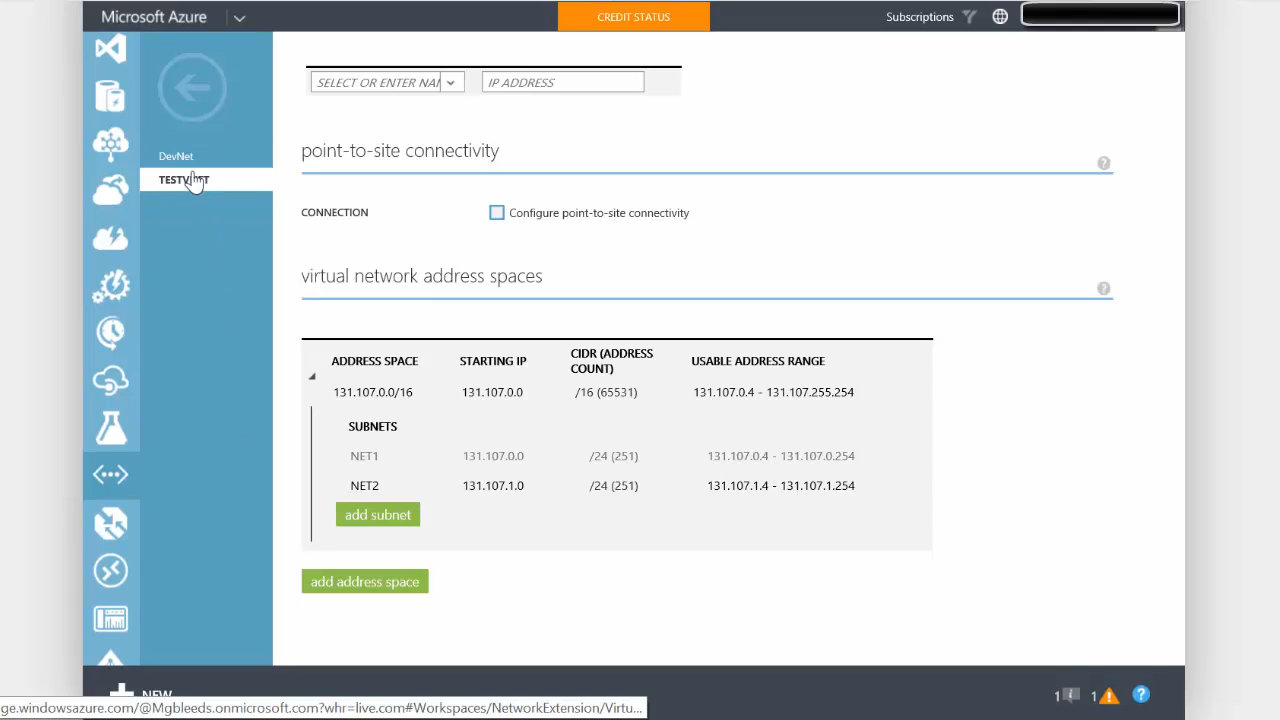 Microsoft Azure
CREDIT STATUS
Subscriptions
SELECT OR ENTER NAM
IP ADDRESS
DevNet
point-to-site connectivity
CONNECTION
Configure point-to-site connectivity
virtual network address spaces
ADDRESS SPACE STARTING IP CIDR (ADDRESS COUNT) USABLE ADDRESS RANGE
131.107.0.0/16 131.107.0.0 /16 (65531) 131.107.0.4 - 131.107.255.254
SUBNETS
NET1 131.107.0.0 /24 (251) 131.107.0.4 - 131.107.0.254
NET2 131.107.1.0 /24 (251) 131.107.1.4 - 131.107.1.254
add subnet
add address space
NEW
1 1 ?
ge.windowsazure.com/@Mgbleeds.onmicrosoft.com?whr=live.com#Workspaces/NetworkExtension/Virtu...